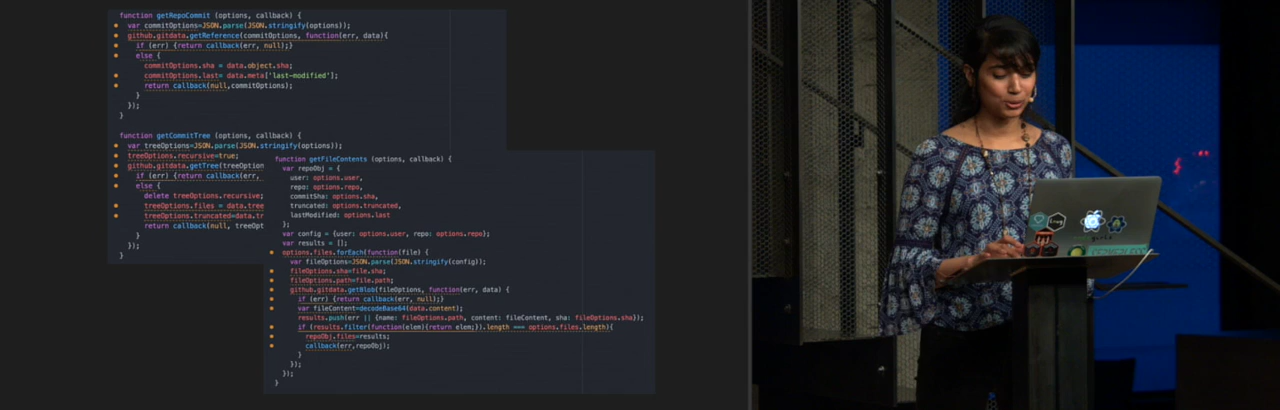 function getRepoCommit (options, callback) {
var commitOptions=JSON.parse(JSON.stringify(options));
github.gitdata.getReference(commitOptions, function(err, data){
if (err) {return callback(err, null);}
else {
commitOptions.sha = data.object.sha;
commitOptions.last= data.meta['last-modified'];
return callback(null,commitOptions);
}
});
}
function getCommitTree (options, callback) {
var treeOptions=JSON.parse(JSON.stringify(options));
treeOptions.recursive=true;
github.gitdata.getTree(treeOption
if (err) {return callback(err,
else {
delete treeOptions.recursive;
treeOptions.files = data.tree
treeOptions.truncated=data.tr
return callback(null, treeOpt
}
});
}
function getFileContents (options, callback) {
var repoObj = {
user: options.user,
repo: options.repo,
commitSha: options.sha,
truncated: options.truncated,
lastModified: options.last
};
var config = {user: options.user, repo: options.repo};
var results = [];
options.files.forEach(function(file) {
var fileOptions=JSON.parse(JSON.stringify(config));
fileOptions.sha=file.sha;
fileOptions.path=file.path;
github.gitdata.getBlob(fileOptions, function(err, data) {
if (err) {return callback(err, null);}
var fileContent=decodeBase64(data.content);
results.push(err || {name: fileOptions.path, content: fileContent, sha: fileOptions.sha});
if (results.filter(function(elem){return elem;}).length === options.files.length){
repoObj.files=results;
callback(err,repoObj);
}
});
});
}